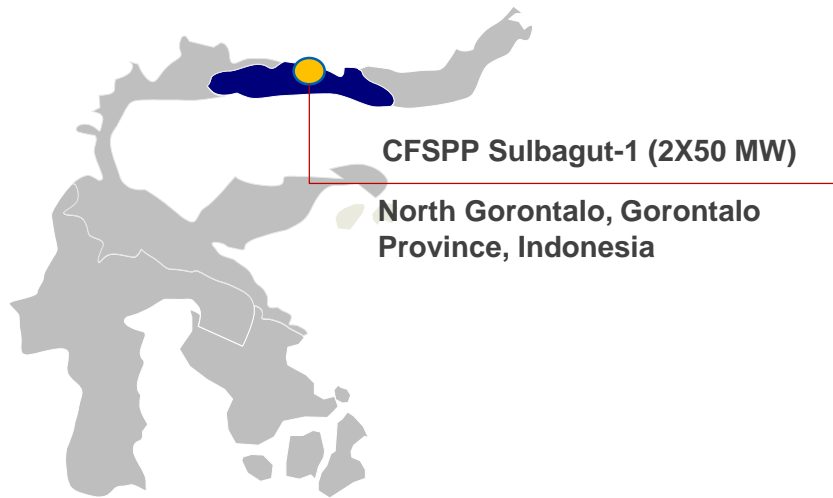 CFSPP Sulbagut-1 (2X50 MW)
North Gorontalo, Gorontalo
Province, Indonesia